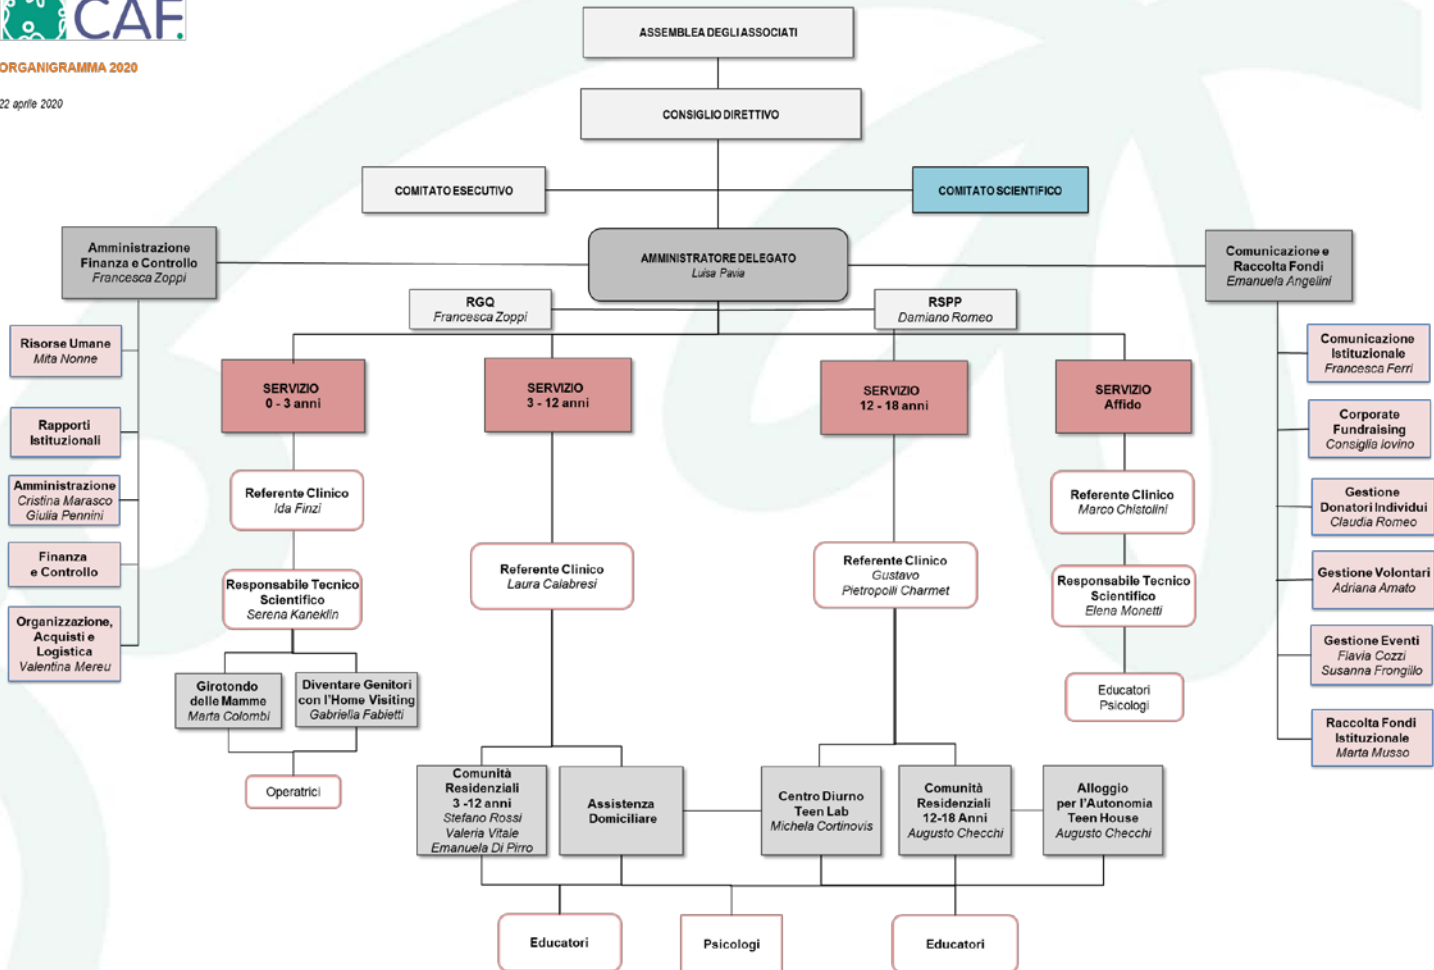 CAF.
ORGANIGRAMMA 2020
22 aprile 2020
ASSEMBLEA DEGLI ASSOCIATI
CONSIGLIO DIRETTIVO
COMITATO ESECUTIVO
COMITATO SCIENTIFICO
Amministrazione
Finanza e Controllo
Francesca Zoppi
AMMINISTRATORE DELEGATO
Luisa Pavia
Comunicazione e
Raccolta Fondi
Emanuela Angelini
RGQ
Francesca Zoppi
RSPP
Damiano Romeo
Risorse Umane
Mita Nonne
Rapporti
Istituzionali
Amministrazione
Cristina Marasco
Giulia Pennini
Finanza
e Controllo
Organizzazione,
Acquisti e
Logistica
Valentina Mereu
SERVIZIO
0 - 3 anni
Referente Clinico
Ida Finzi
Responsabile Tecnico
Scientifico
Serena Kaneklin
Girotondo
delle Mamme
Marta Colombi
Diventare Genitori
con l'Home Visiting
Gabriella Fabietti
Operatrici
SERVIZIO
3 - 12 anni
Referente Clinico
Laura Calabresi
Comunità
Residenziali
3 -12 anni
Stefano Rossi
Valeria Vitale
Emanuela Di Pirro
Assistenza
Domiciliare
SERVIZIO
12 - 18 anni
Referente Clinico
Gustavo
Pietropolli Charmet
Centro Diurno
Teen Lab
Michela Cortinovis
Comunità
Residenziali
12-18 Anni
Augusto Checchi
Alloggio
per l'Autonomia
Teen House
Augusto Checchi
Educatori
Psicologi
Educatori
SERVIZIO
Affido
Referente Clinico
Marco Chistolini
Responsabile Tecnico
Scientifico
Elena Monetti
Educatori
Psicologi
Comunicazione
Istituzionale
Francesca Ferri
Corporate
Fundraising
Consiglia Iovino
Gestione
Donatori Individui
Claudia Romeo
Gestione Volontari
Adriana Amato
Gestione Eventi
Flavia Cozzi
Susanna Frongillo
Raccolta Fondi
Istituzionale
Marta Musso